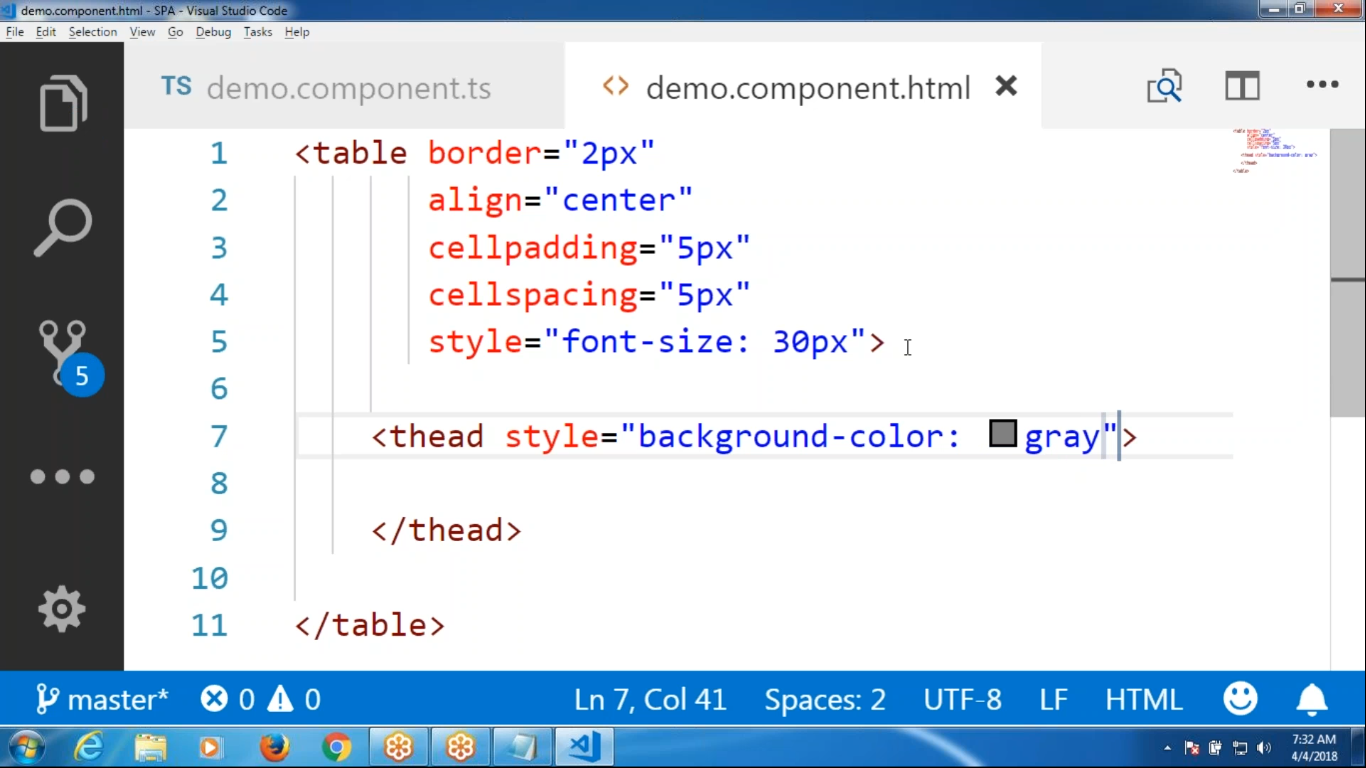 demo.component.html - SPA - Visual Studio Code
File Edit Selection View Go Debug Tasks Help
TS demo.component.ts <> demo.component.html
1 <table border="2px"
2 align="center"
3 cellpadding="5px"
4 cellspacing="5px"
5 style="font-size: 30px">
6
7 <thead style="background-color: gray">
8
9 </thead>
10
11 </table>
5
master* 0 0 Ln 7, Col 41 Spaces: 2 UTF-8 LF HTML
7:32 AM
4/4/2018